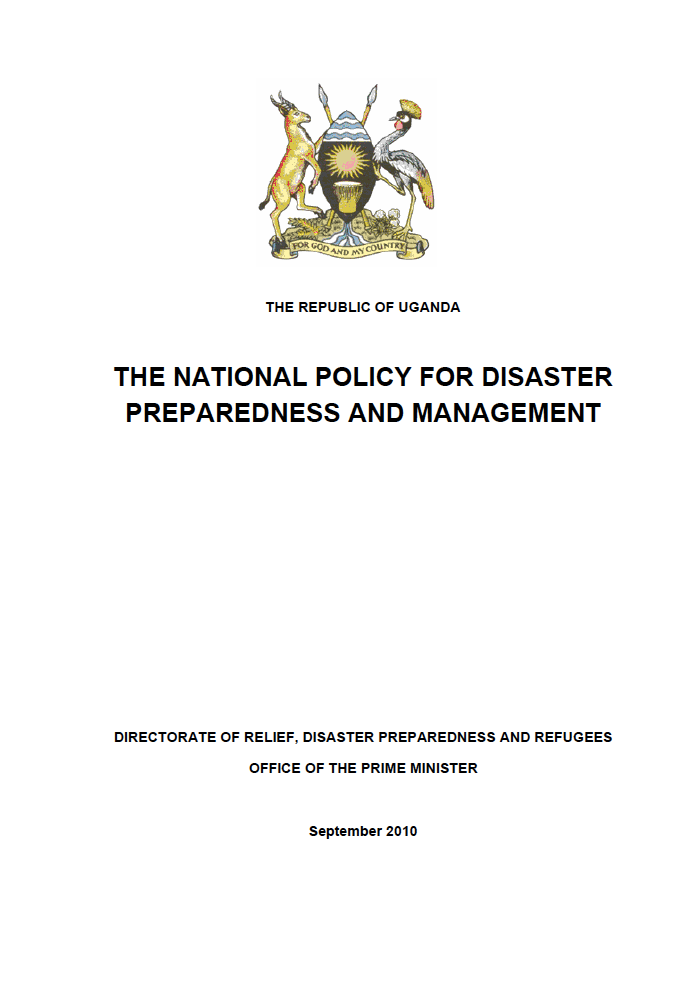 FOR GOD AND MY COUNTRY
THE REPUBLIC OF UGANDA
THE NATIONAL POLICY FOR DISASTER
PREPAREDNESS AND MANAGEMENT
DIRECTORATE OF RELIEF, DISASTER PREPAREDNESS AND REFUGEES
OFFICE OF THE PRIME MINISTER
September 2010